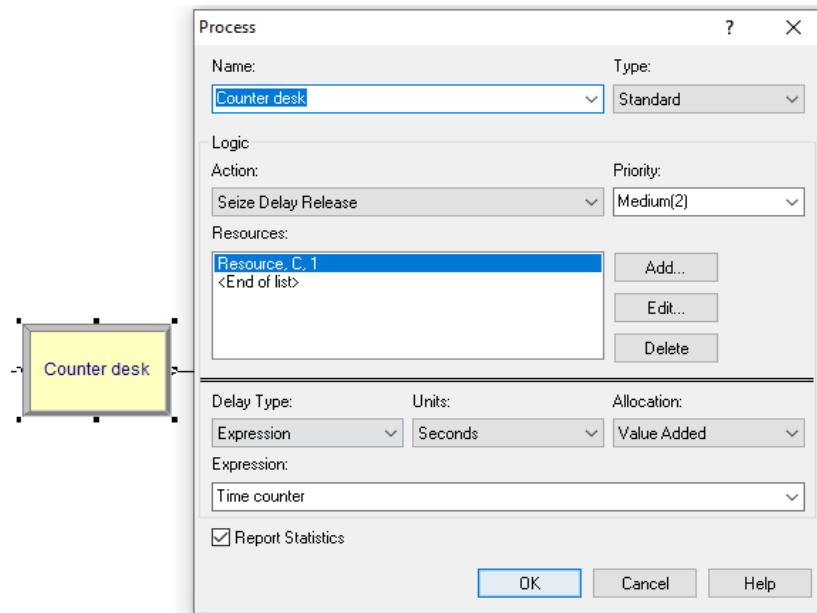 Process ?
Name: Type:
Counter desk Standard
Logic
Action: Priority:
Seize Delay Release Medium(2)
Resources:
Resource, C, 1
<End of list>
Add...
Edit...
Delete
Counter desk
Delay Type: Units: Allocation:
Expression Seconds Value Added
Expression:
Time counter
Report Statistics
OK Cancel Help